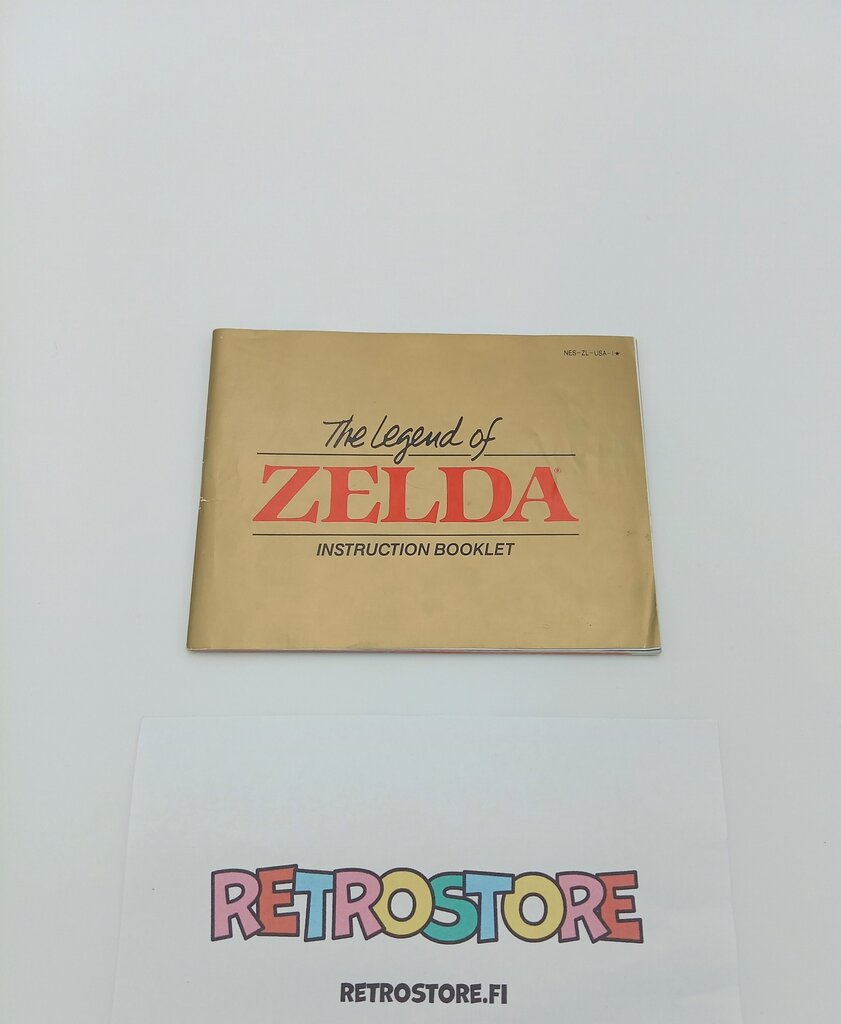 NES-ZL-USA-1★
The Legend of
ZELDA®
INSTRUCTION BOOKLET
RETROSTORE
RETROSTORE.FI